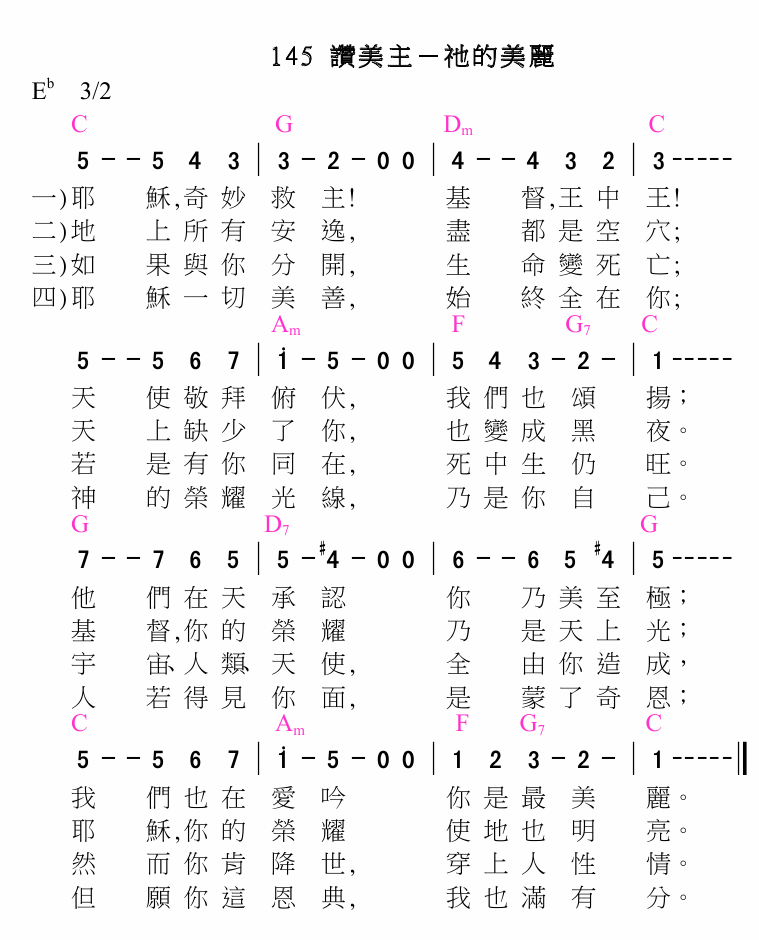 145 讚美主－祂的美麗
E♭ 3/2
C G Dm C
5 – – 5 4 3 | 3 – 2 – 0 0 | 4 – – 4 3 2 | 3 - - - - -
一)耶 穌,奇妙 救 主! 基 督,王中 王!
二)地 上所有 安 逸, 盡 都是空 穴;
三)如 果與你 分 開, 生 命變死 亡;
四)耶 穌一切 美 善, 始 終全在 你;
Am F G7 C
5 – – 5 6 7 | i – 5 – 0 0 | 5 4 3 – 2 – | 1 - - - - -
天 使敬拜 俯 伏, 我們也 頌 揚；
天 上缺少 了 你, 也變成 黑 夜。
若 是有你 同 在, 死中生 仍 旺。
神 的榮耀 光 線, 乃是你 自 己。
G D7 G
7 – – 7 6 5 | 5 – #4 – 0 0 | 6 – – 6 5 #4 | 5 - - - - -
他 們在天 承 認 你 乃美至 極；
基 督,你的 榮 耀 乃 是天上 光；
宇 宙、人類、 天 使, 全 由你造 成，
人 若得見 你 面, 是 蒙了奇 恩；
C Am F G7 C
5 – – 5 6 7 | i – 5 – 0 0 | 1 2 3 – 2 – | 1 - - - - - ‖
我 們也在 愛 吟 你是最 美 麗。
耶 穌,你的 榮 耀 使地也 明 亮。
然 而你肯 降 世, 穿上人 性 情。
但 願你這 恩 典, 我也滿 有 分。